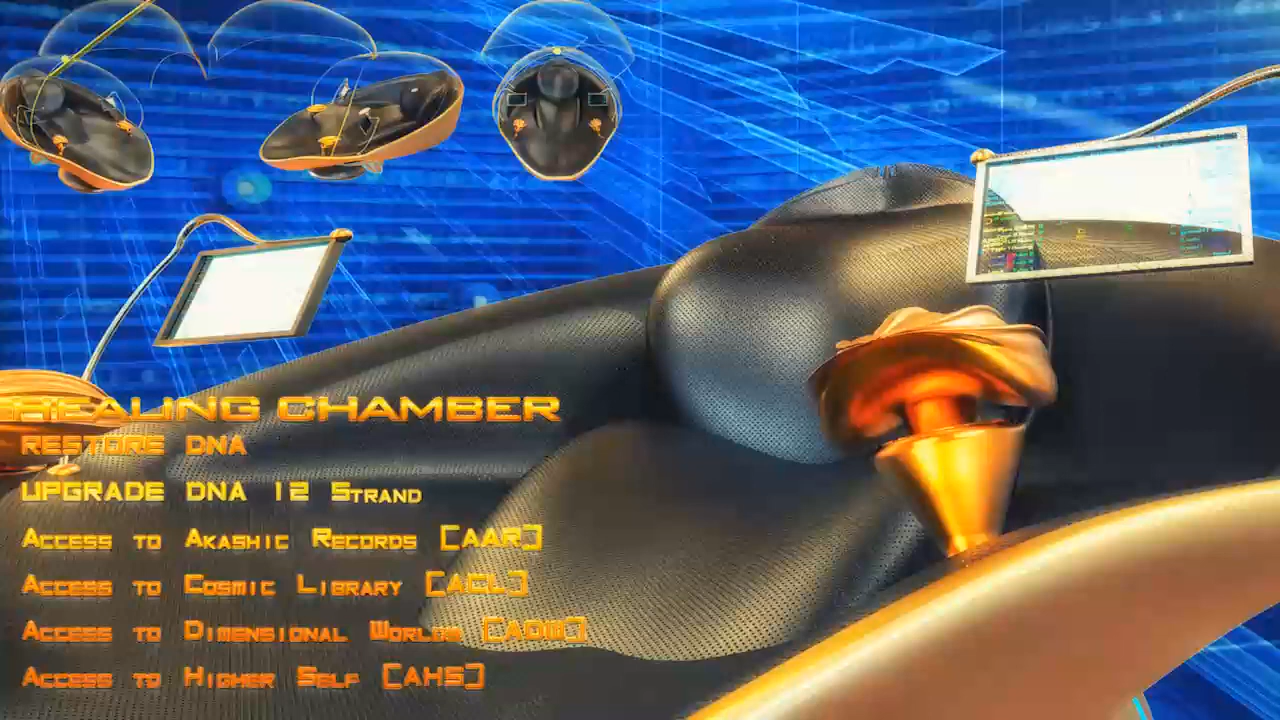 HEALING CHAMBER
RESTORE DNA
UPGRADE DNA 12 STRAND
ACCESS TO AKASHIC RECORDS [AAR]
ACCESS TO COSMIC LIBRARY [ACL]
ACCESS TO DIMENSIONAL WORLDS [ADW]
ACCESS TO HIGHER SELF [AHS]